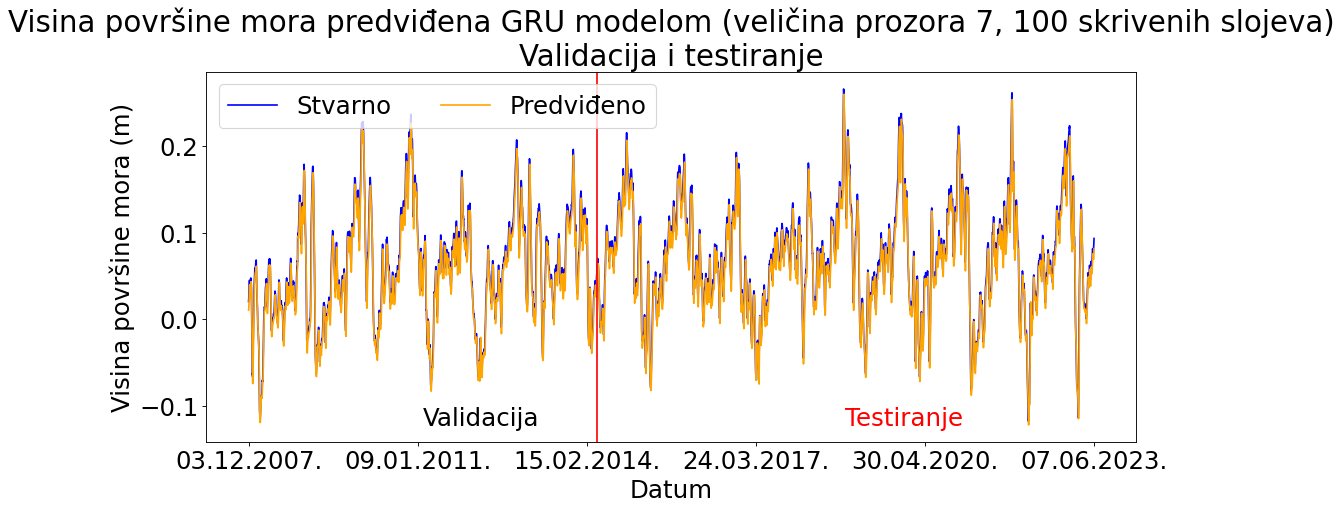 Visina površine mora predviđena GRU modelom (veličina prozora 7, 100 skrivenih slojeva)
Validacija i testiranje
Stvarno
Predviđeno
Visina površine mora (m)
0.2
0.1
0.0
−0.1
Validacija
Testiranje
03.12.2007.
09.01.2011.
15.02.2014.
24.03.2017.
30.04.2020.
07.06.2023.
Datum